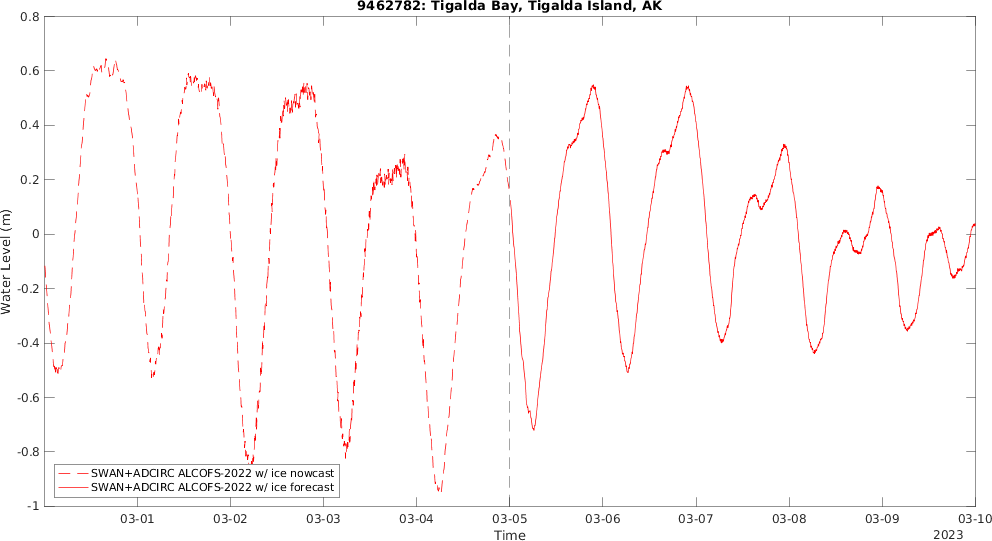 9462782: Tigalda Bay, Tigalda Island, AK
0.8
0.6
0.4
0.2
0
-0.2
-0.4
-0.6
-0.8
-1
Water Level (m)
SWAN+ADCIRC ALCOFS-2022 w/ ice nowcast
SWAN+ADCIRC ALCOFS-2022 w/ ice forecast
03-01 03-02 03-03 03-04 03-05 03-06 03-07 03-08 03-09 03-10
Time
2023